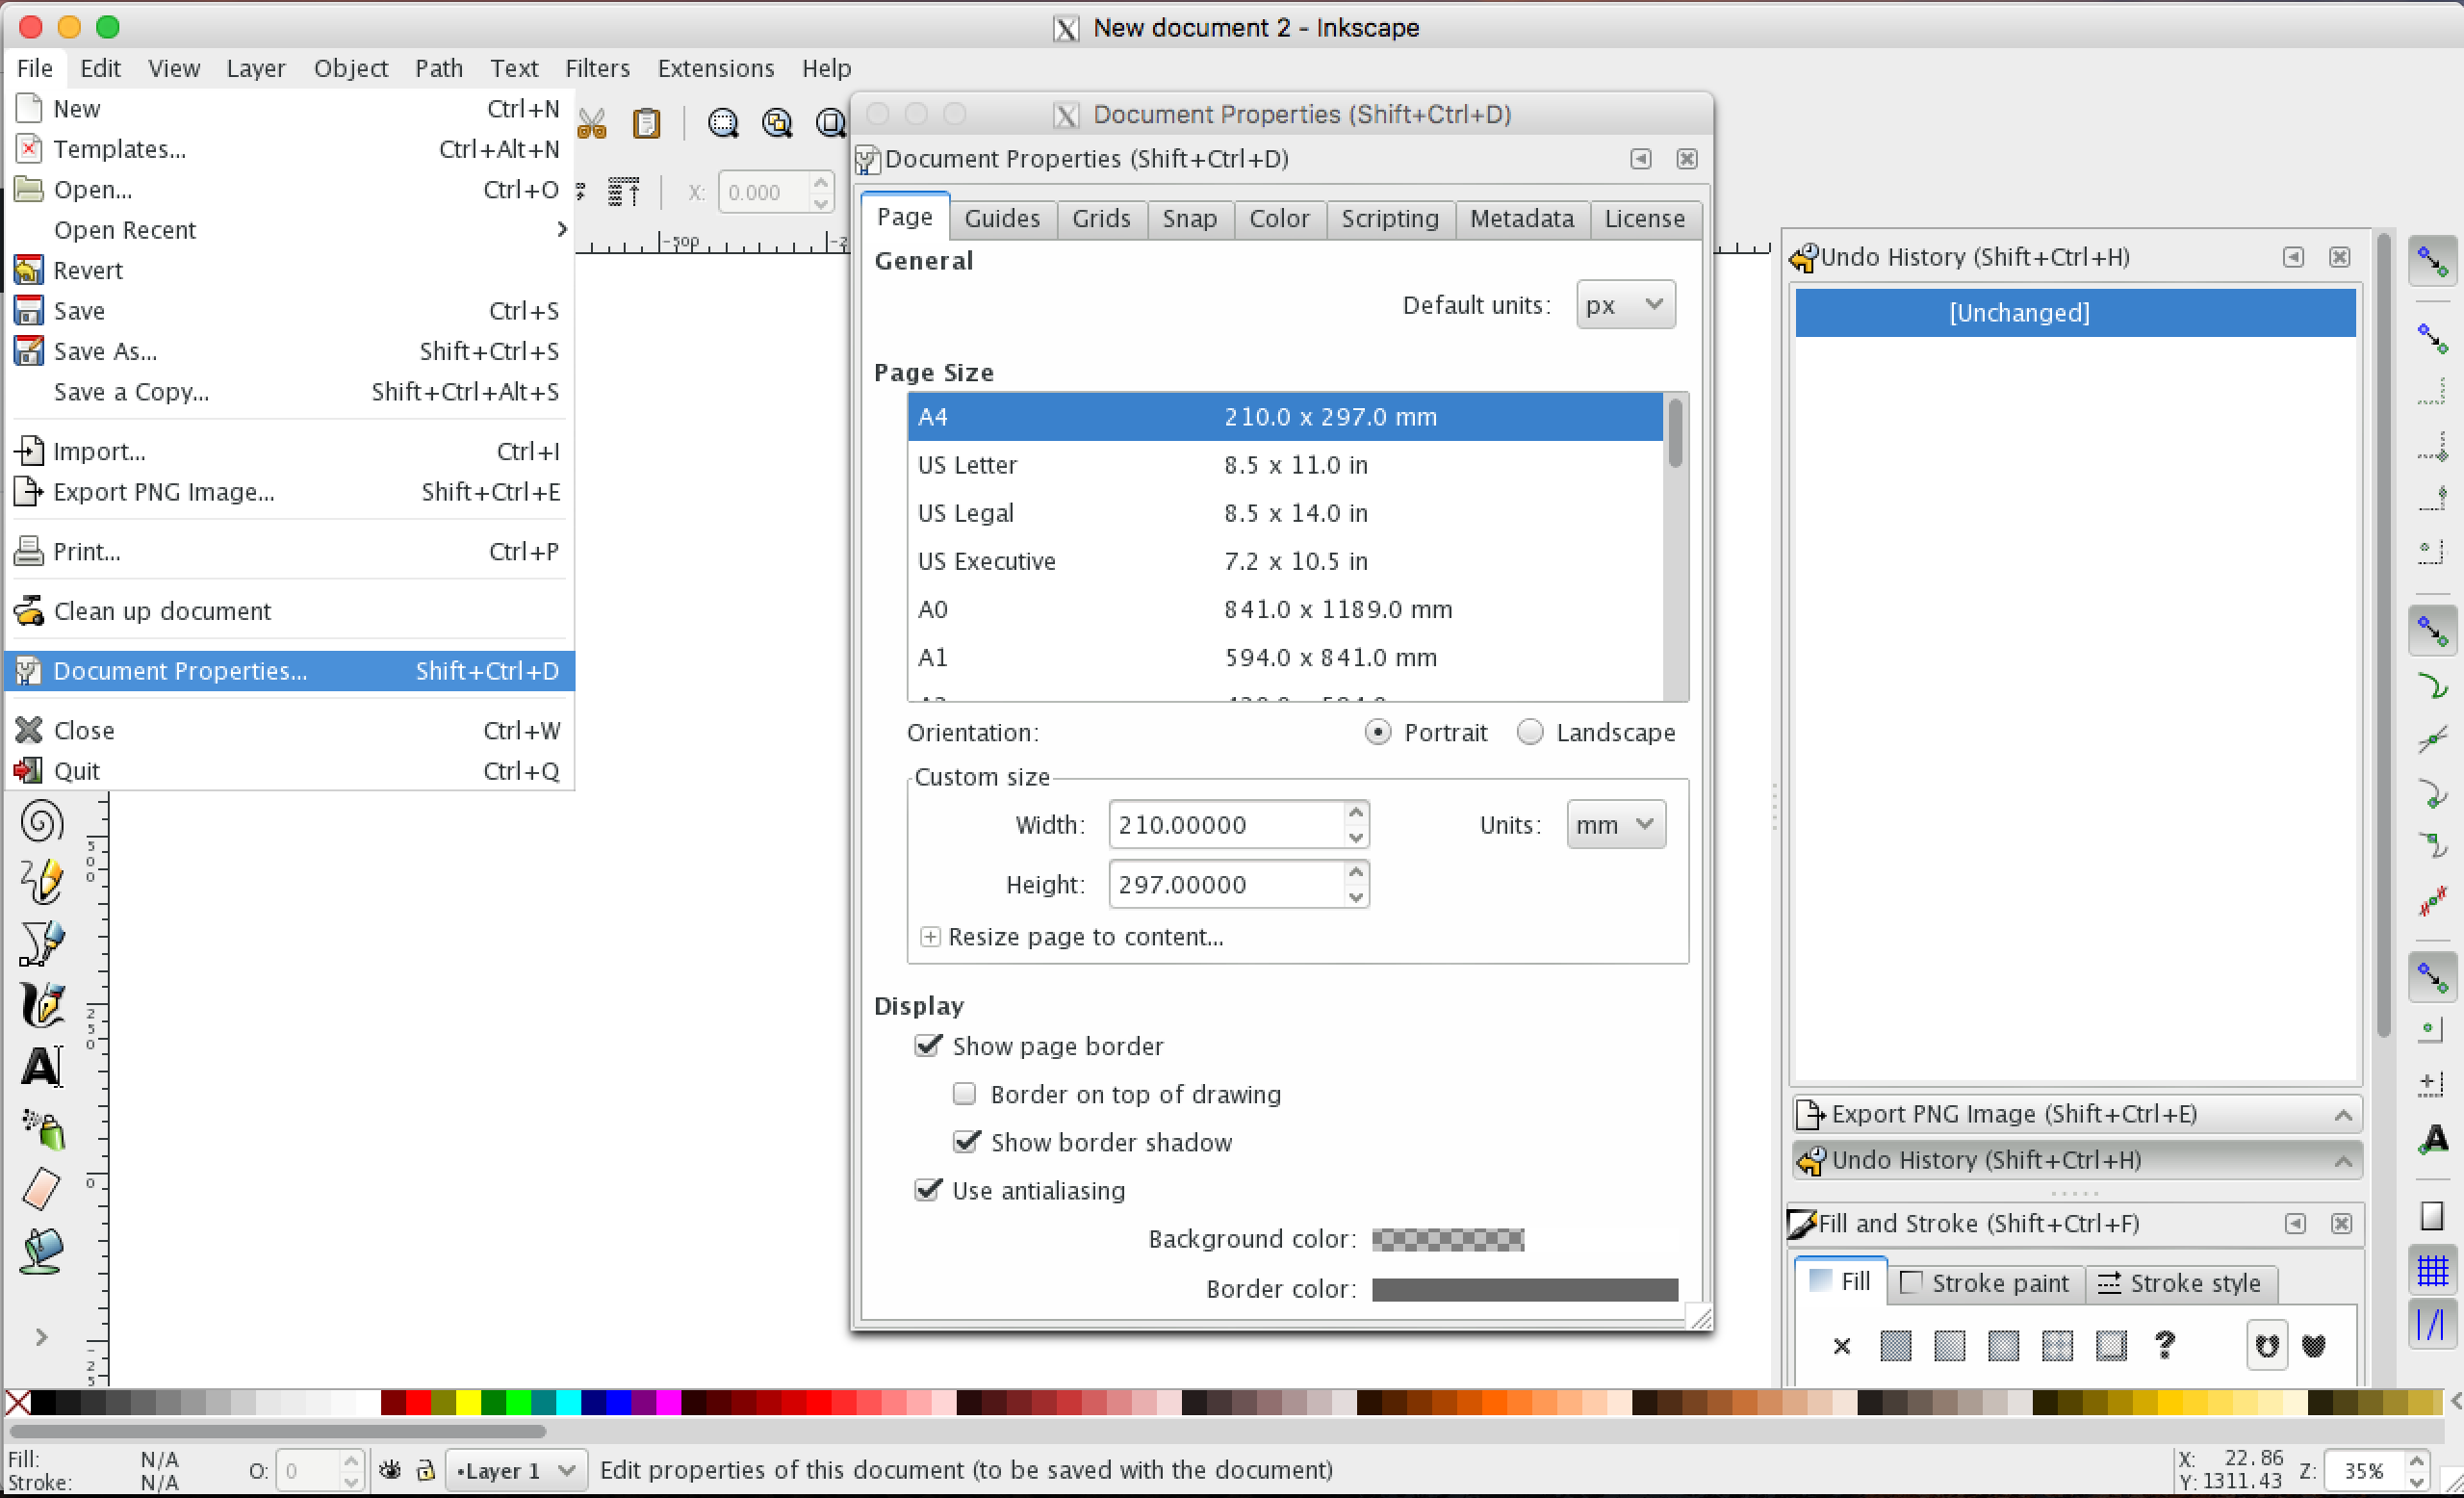 New document 2 - Inkscape
File Edit View Layer Object Path Text Filters Extensions Help
New Ctrl+N
Templates... Ctrl+Alt+N
Open... Ctrl+O
Open Recent
Revert
Save Ctrl+S
Save As... Shift+Ctrl+S
Save a Copy... Shift+Ctrl+Alt+S
Import... Ctrl+I
Export PNG Image... Shift+Ctrl+E
Print... Ctrl+P
Clean up document
Document Properties... Shift+Ctrl+D
Close Ctrl+W
Quit Ctrl+Q
X: 0.000
-500
Document Properties (Shift+Ctrl+D)
Document Properties (Shift+Ctrl+D)
Page Guides Grids Snap Color Scripting Metadata License
General
Default units: px
Page Size
A4 210.0 x 297.0 mm
US Letter 8.5 x 11.0 in
US Legal 8.5 x 14.0 in
US Executive 7.2 x 10.5 in
A0 841.0 x 1189.0 mm
A1 594.0 x 841.0 mm
Orientation: Portrait Landscape
Custom size
Width: 210.00000 Units: mm
Height: 297.00000
Resize page to content...
Display
Show page border
Border on top of drawing
Show border shadow
Use antialiasing
Background color:
Border color:
Undo History (Shift+Ctrl+H)
[Unchanged]
Export PNG Image (Shift+Ctrl+E)
Undo History (Shift+Ctrl+H)
Fill and Stroke (Shift+Ctrl+F)
Fill Stroke paint Stroke style
500
250
0
-25
Fill: N/A
Stroke: N/A
O: 0
•Layer 1
Edit properties of this document (to be saved with the document)
X: 22.86
Y: 1311.43
Z: 35%